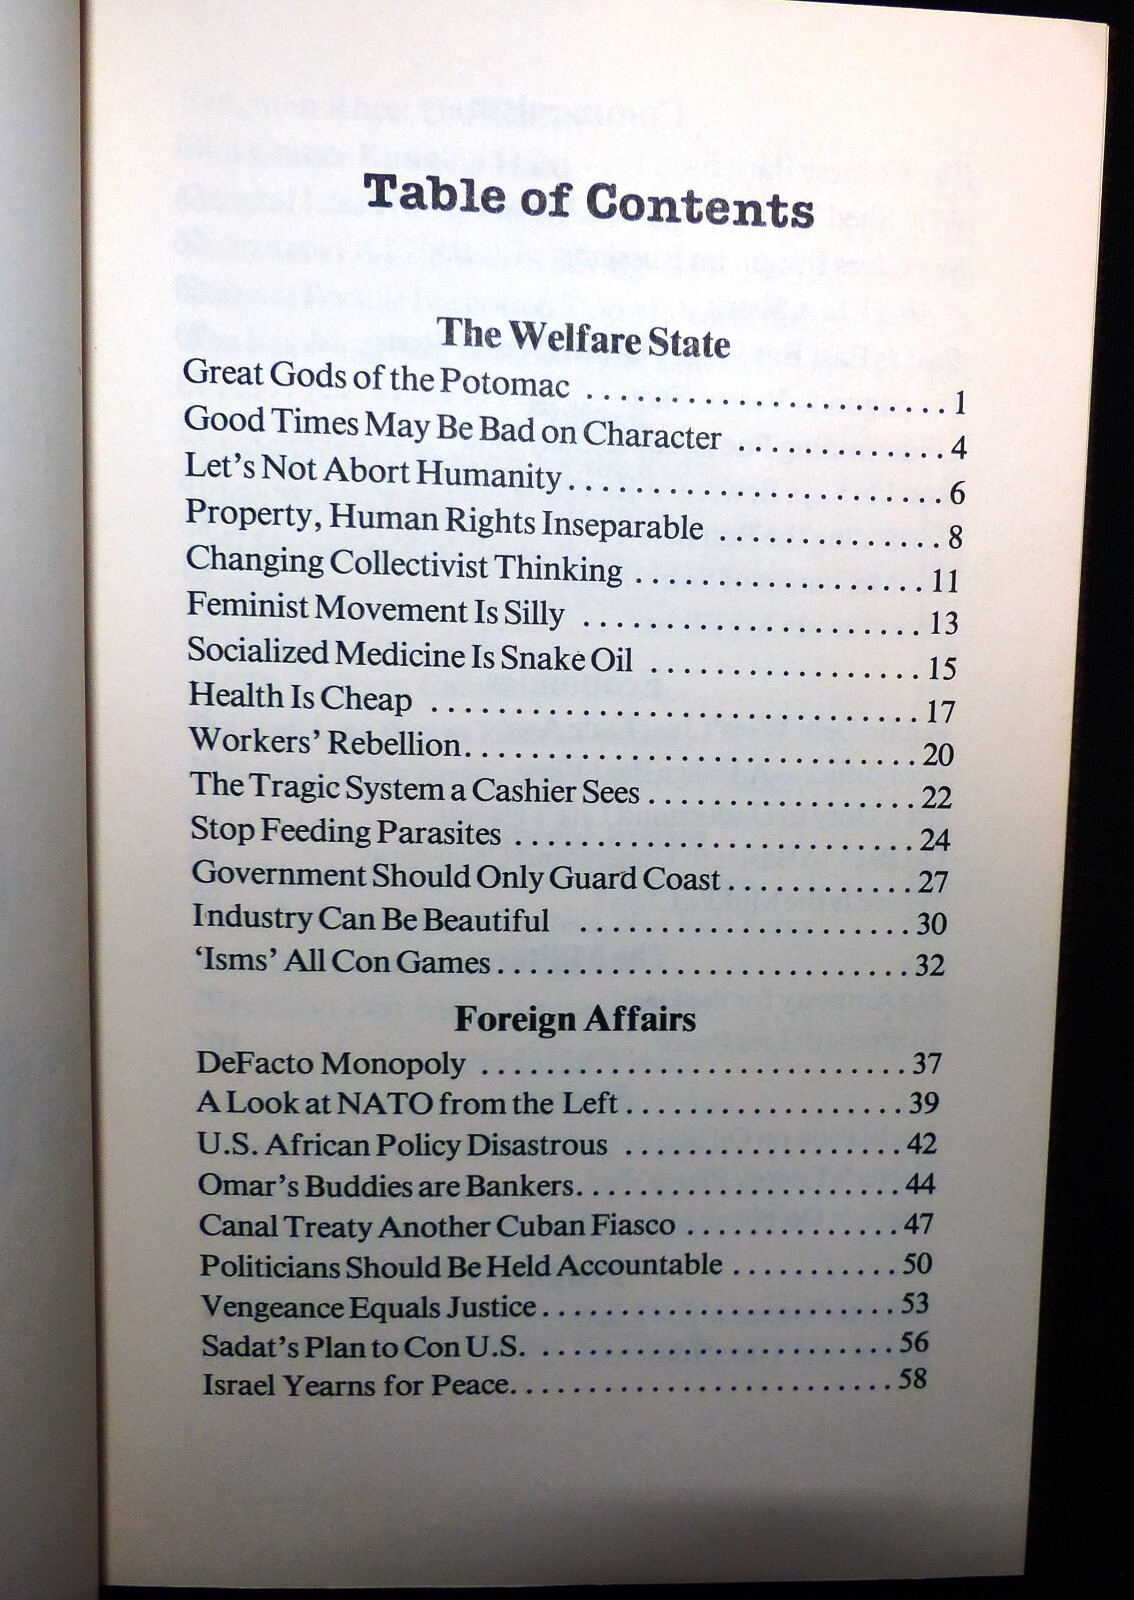 Table of Contents
The Welfare State
Great Gods of the Potomac ........................ 1
Good Times May Be Bad on Character ............. 4
Let's Not Abort Humanity......................... 6
Property, Human Rights Inseparable .............. 8
Changing Collectivist Thinking .................. 11
Feminist Movement Is Silly ...................... 13
Socialized Medicine Is Snake Oil ................. 15
Health Is Cheap ................................. 17
Workers' Rebellion............................. 20
The Tragic System a Cashier Sees ................. 22
Stop Feeding Parasites ......................... 24
Government Should Only Guard Coast ............ 27
Industry Can Be Beautiful ...................... 30
'Isms' All Con Games........................... 32
Foreign Affairs
DeFacto Monopoly ............................ 37
A Look at NATO from the Left ................... 39
U.S. African Policy Disastrous .................. 42
Omar's Buddies are Bankers...................... 44
Canal Treaty Another Cuban Fiasco .............. 47
Politicians Should Be Held Accountable ........... 50
Vengeance Equals Justice ........................ 53
Sadat's Plan to Con U.S. ........................ 56
Israel Yearns for Peace.......................... 58